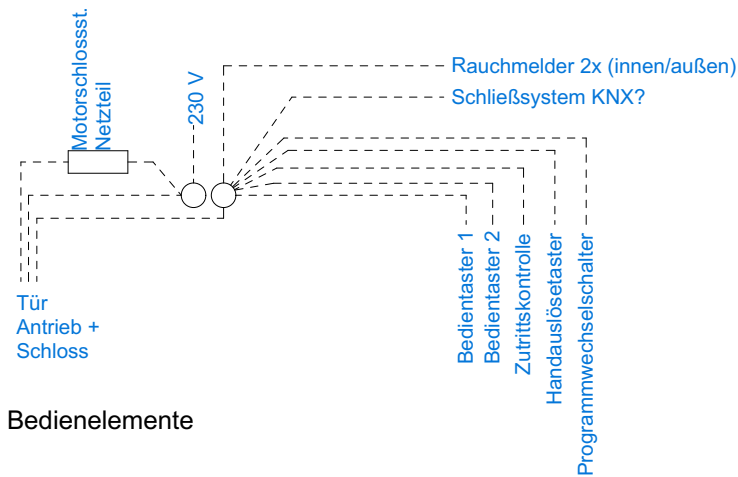 Motorschlossst.
Netzteil
230 V
Rauchmelder 2x (innen/außen)
Schließsystem KNX?
Tür
Antrieb +
Schloss
Bedientaster 1
Bedientaster 2
Zutrittskontrolle
Handauslösetaster
Programmwechselschalter
Bedienelemente